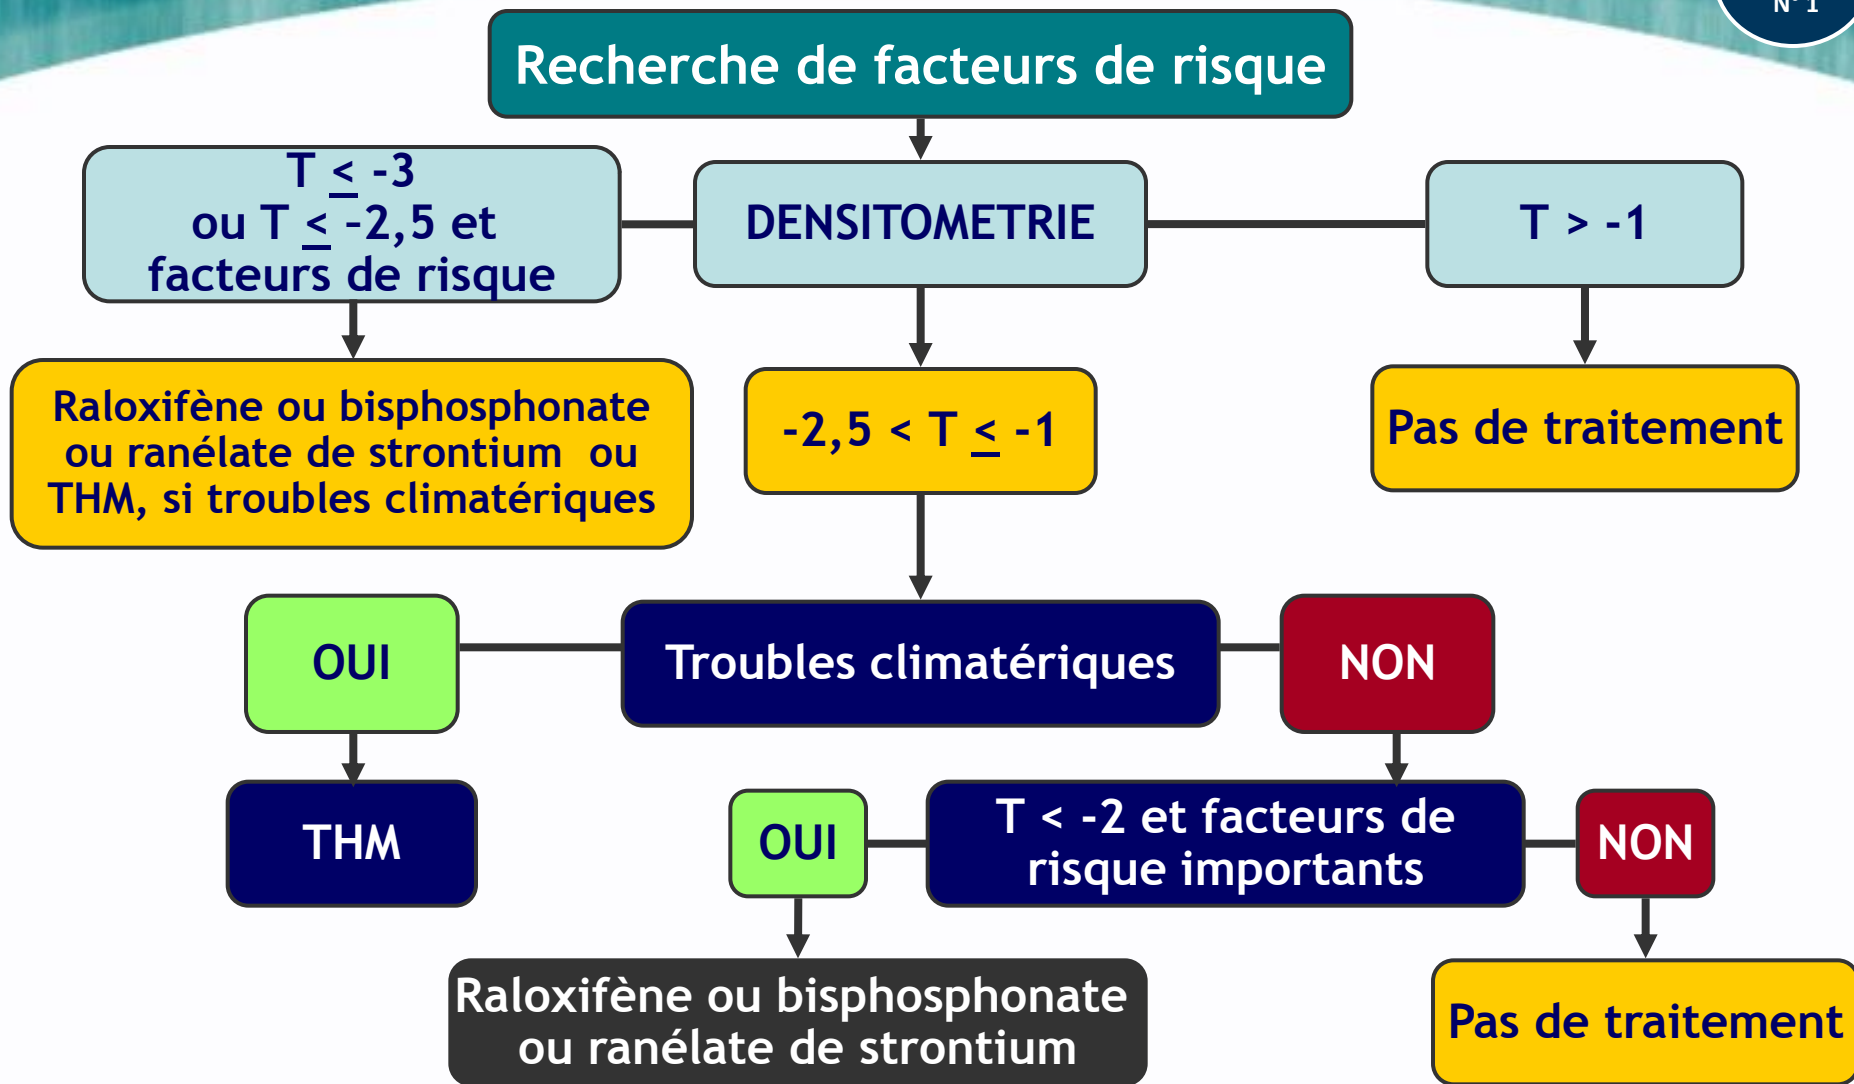 N° 1
Recherche de facteurs de risque
T ≤ -3
ou T ≤ -2,5 et
facteurs de risque
DENSITOMETRIE
T > -1
Raloxifène ou bisphosphonate
ou ranélate de strontium ou
THM, si troubles climatériques
-2,5 < T ≤ -1
Pas de traitement
OUI
Troubles climatériques
NON
THM
OUI
T < -2 et facteurs de
risque importants
NON
Raloxifène ou bisphosphonate
ou ranélate de strontium
Pas de traitement